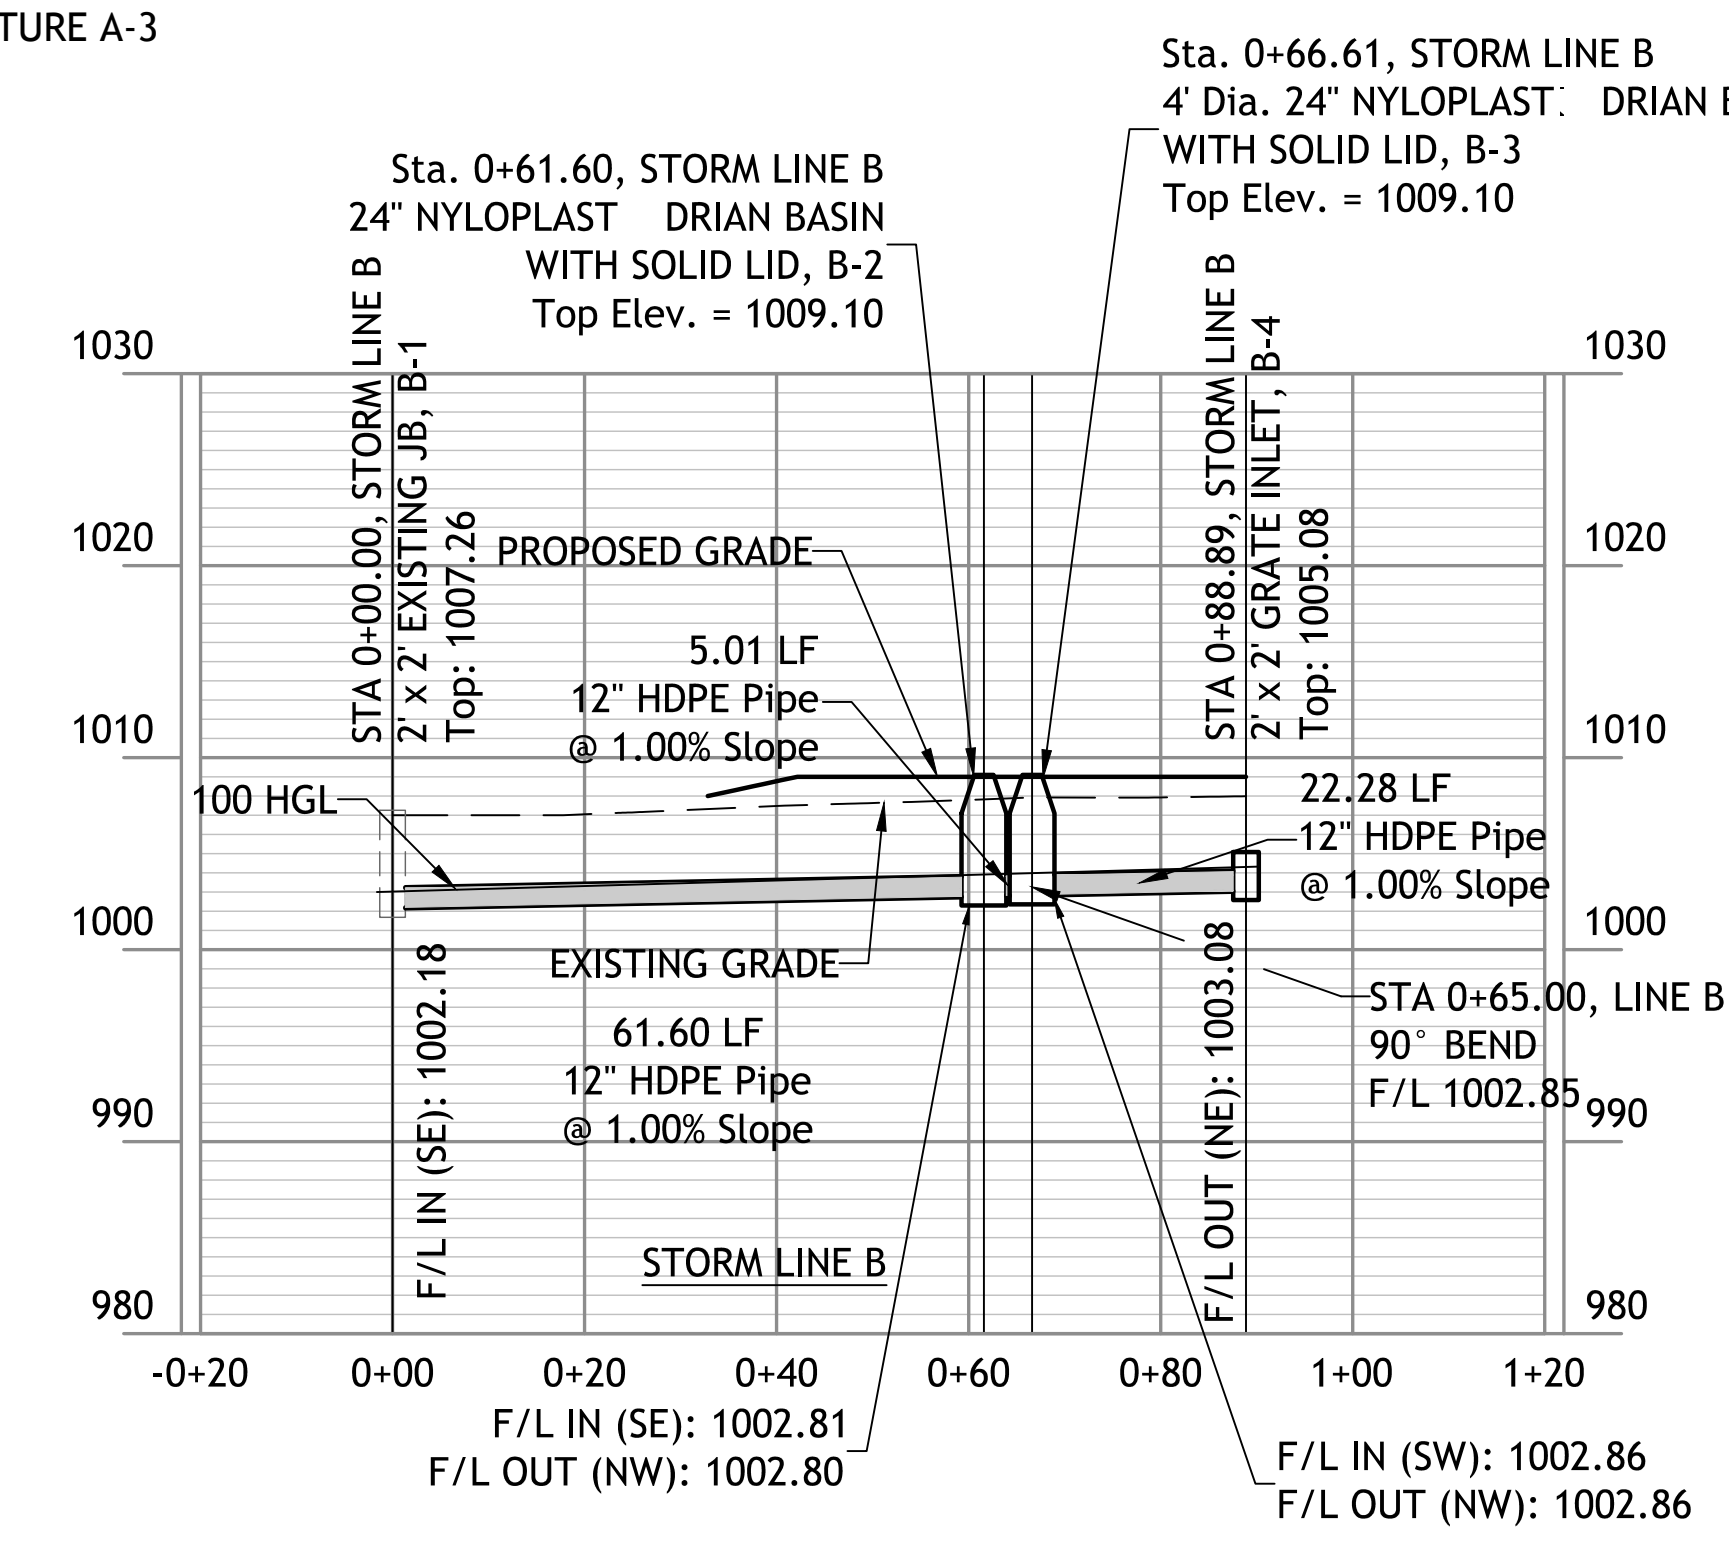 TURE A-3
Sta. 0+66.61, STORM LINE B
4' Dia. 24" NYLOPLAST DRIAN
WITH SOLID LID, B-3
Top Elev. = 1009.10
Sta. 0+61.60, STORM LINE B
24" NYLOPLAST DRIAN BASIN
WITH SOLID LID, B-2
Top Elev. = 1009.10
STA 0+00.00, STORM LINE B
2' x 2' EXISTING JB, B-1
Top: 1007.26
STA 0+88.89, STORM LINE B
2' x 2' GRATE INLET, B-4
Top: 1005.08
1030
1030
1020
1020
PROPOSED GRADE
5.01 LF
12" HDPE Pipe
@ 1.00% Slope
1010
1010
100 HGL
22.28 LF
12" HDPE Pipe
@ 1.00% Slope
1000
1000
EXISTING GRADE
F/L IN (SE): 1002.18
F/L OUT (NE): 1003.08
STA 0+65.00, LINE B
90° BEND
F/L 1002.85
61.60 LF
12" HDPE Pipe
@ 1.00% Slope
990
990
STORM LINE B
980
980
-0+20 0+00 0+20 0+40 0+60 0+80 1+00 1+20
F/L IN (SE): 1002.81
F/L OUT (NW): 1002.80
F/L IN (SW): 1002.86
F/L OUT (NW): 1002.86